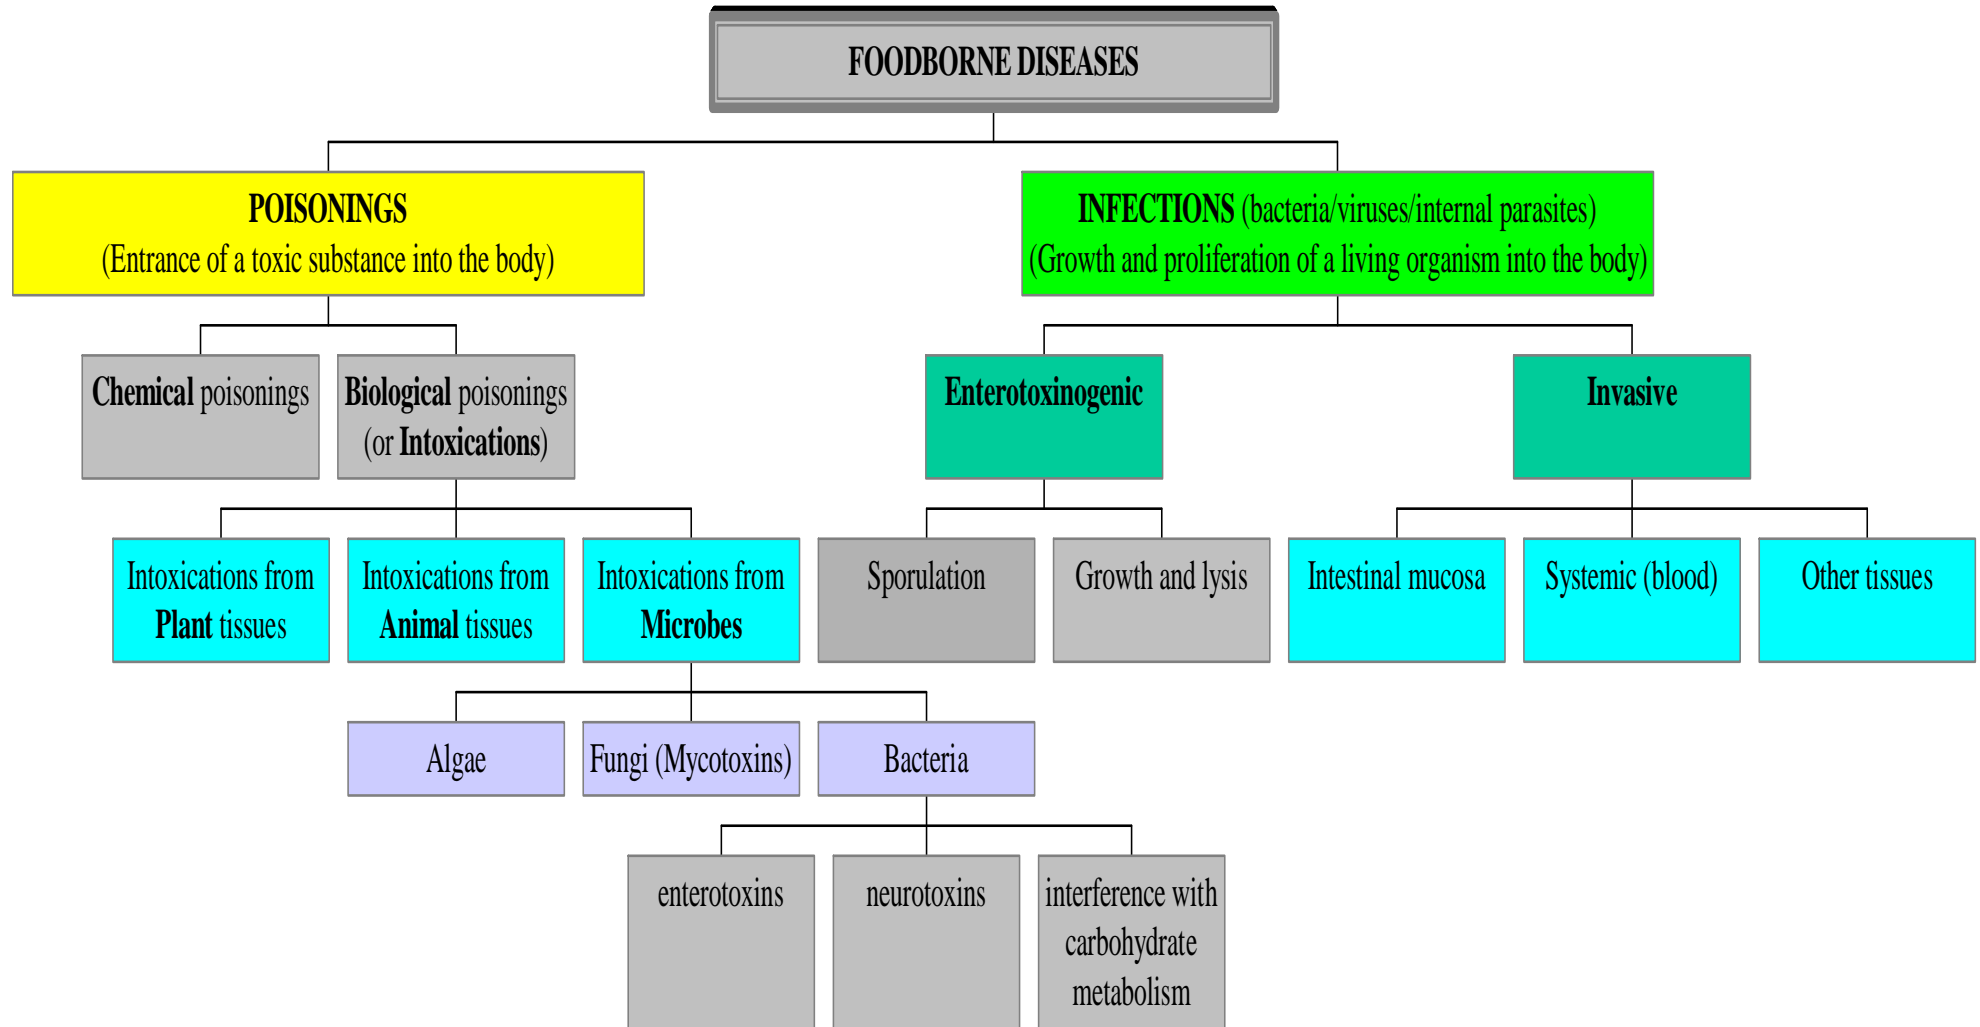 FOODBORNE DISEASES
POISONINGS
(Entrance of a toxic substance into the body)
INFECTIONS (bacteria/viruses/internal parasites)
(Growth and proliferation of a living organism into the body)
Chemical poisonings
Biological poisonings
(or Intoxications)
Enterotoxinogenic
Invasive
Intoxications from
Plant tissues
Intoxications from
Animal tissues
Intoxications from
Microbes
Sporulation
Growth and lysis
Intestinal mucosa
Systemic (blood)
Other tissues
Algae
Fungi (Mycotoxins)
Bacteria
enterotoxins
neurotoxins
interference with
carbohydrate
metabolism